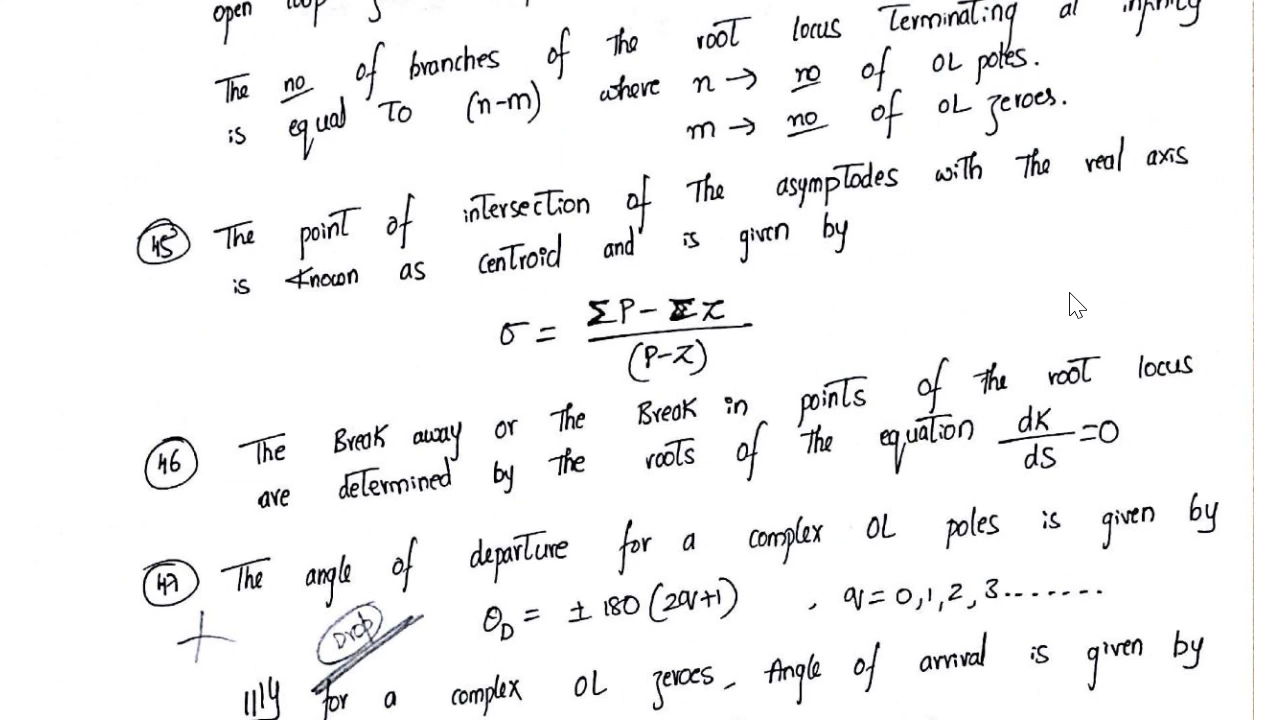 open loop
The no of branches of the root locus Terminating at infinity
is equal To (n-m) where n → no of OL poles.
m → no of OL zeroes.
45 The point of intersection of The asymptodes with The real axis
is known as centroid and is given by
σ = ΣP - ΣZ / (P-Z)
46 The Break away or The Break in points of The root locus
are determined by The roots of The equation dK/dS = 0
47 The angle of departure for a complex OL poles is given by
θD = ± 180 (2q+1) , q = 0, 1, 2, 3.......
Drop
111ly for a complex OL zeroes - Angle of arrival is given by